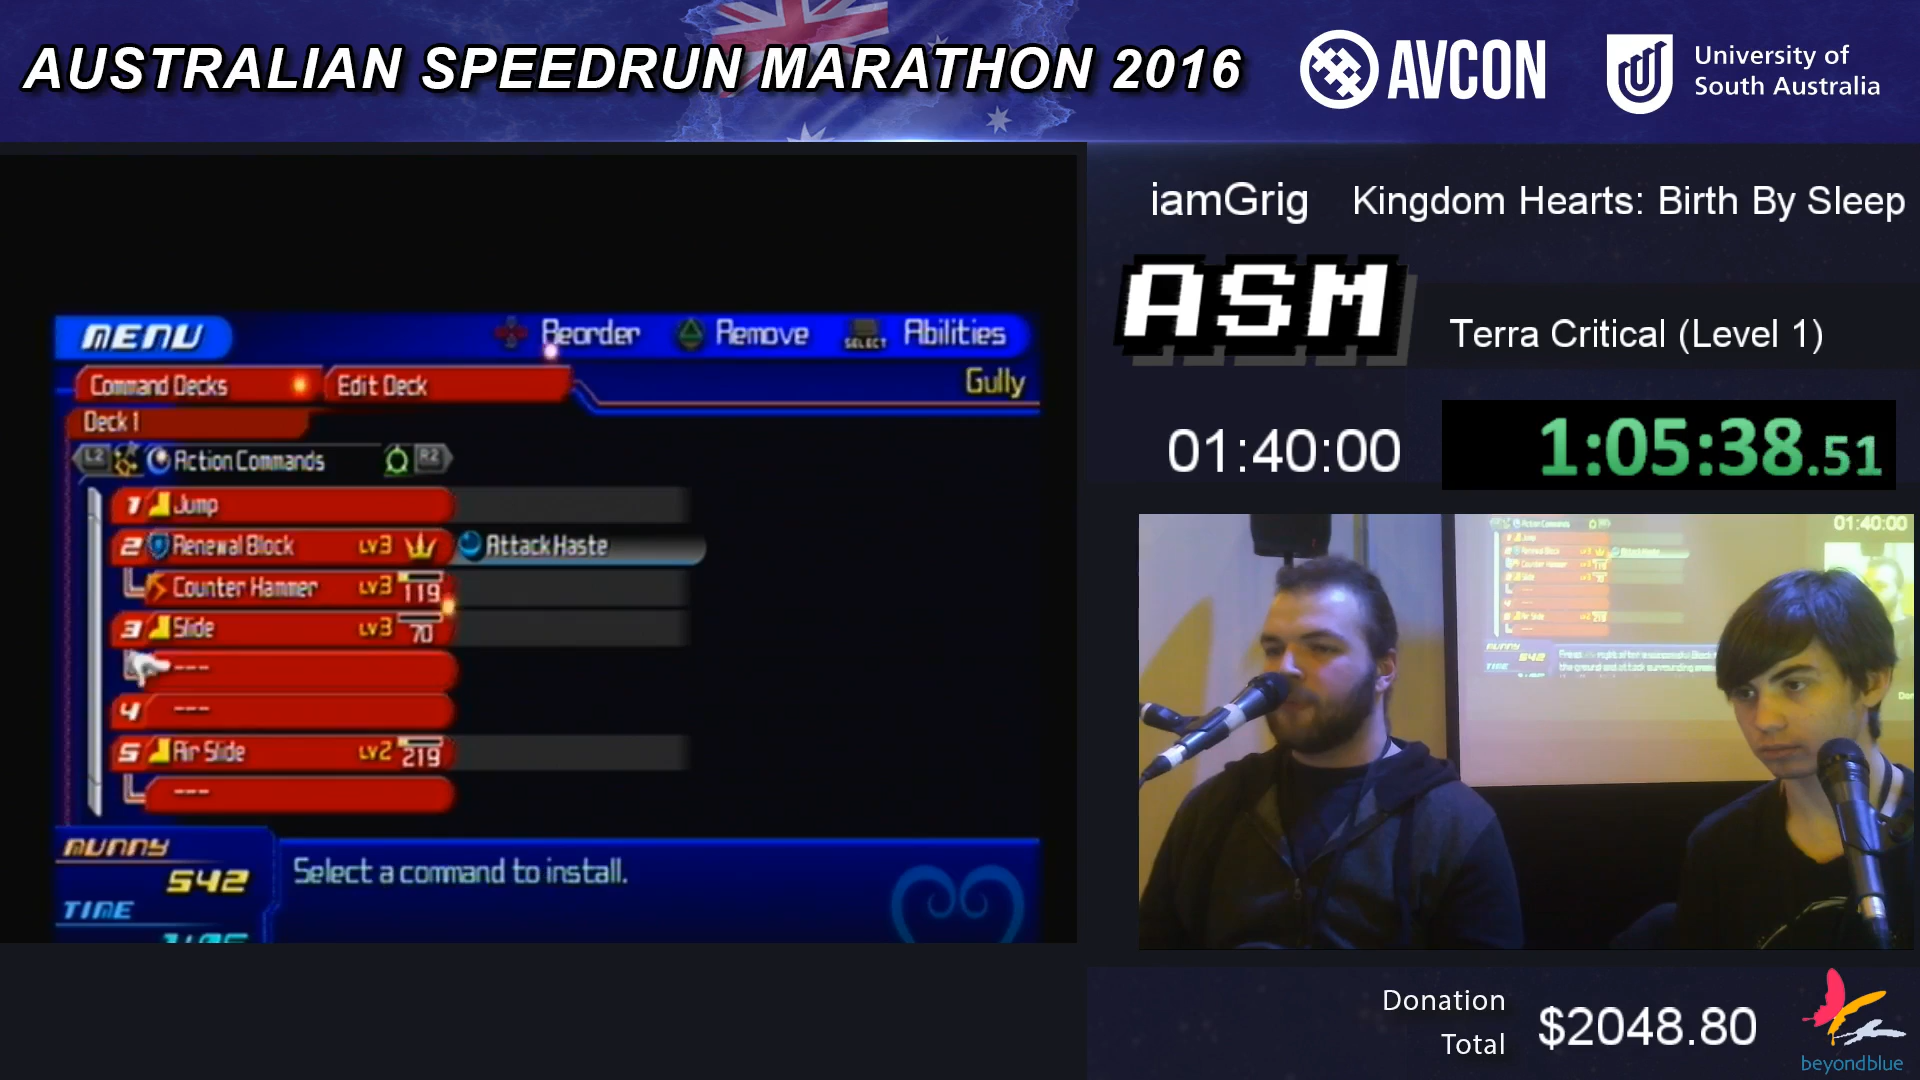 AUSTRALIAN SPEEDRUN MARATHON 2016
AVCON
University of
South Australia
iamGrig
Kingdom Hearts: Birth By Sleep
ASM
Terra Critical (Level 1)
01:40:00
1:05:38.51
MENU
Reorder
Remove
SELECT
Abilities
Command Decks
Edit Deck
Gully
Deck 1
L2
Action Commands
R2
1 Jump
2 Renewal Block LV3
Attack Haste
Counter Hammer LV3 119
3 Slide LV3 70
---
4 ---
5 Air Slide LV2 219
---
MUNNY
542
TIME
Select a command to install.
01:40:00
Donation
Total
$2048.80
beyondblue